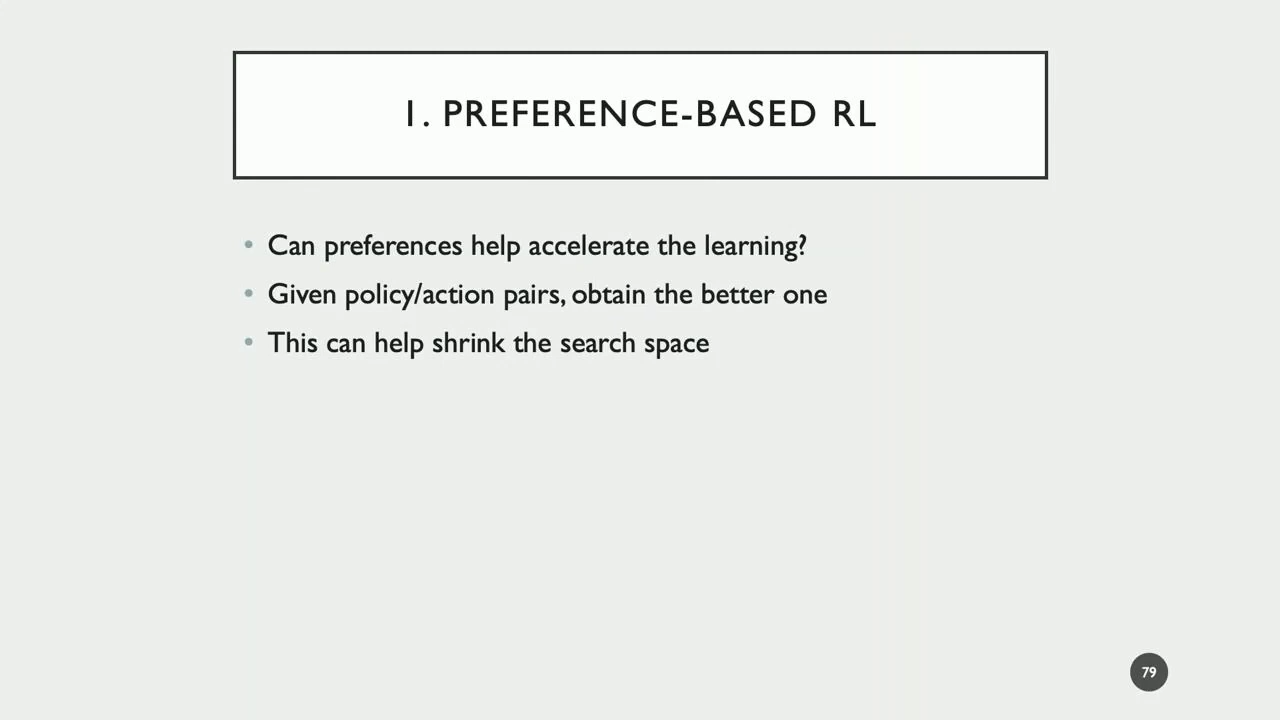 1. PREFERENCE-BASED RL
• Can preferences help accelerate the learning?
• Given policy/action pairs, obtain the better one
• This can help shrink the search space
79